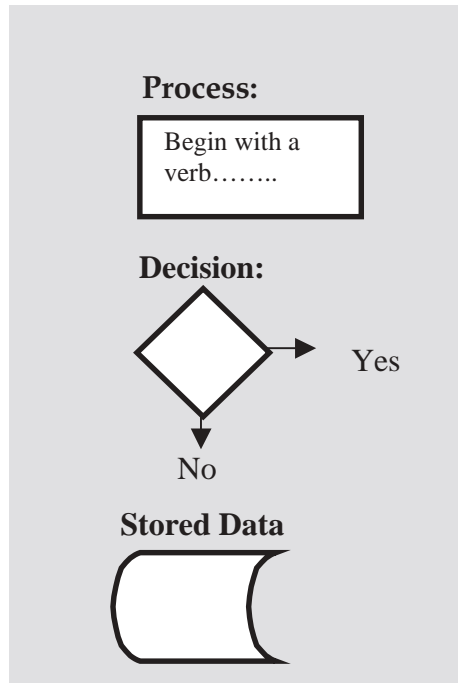 Process:
Begin with a
verb……..
Decision:
Yes
No
Stored Data